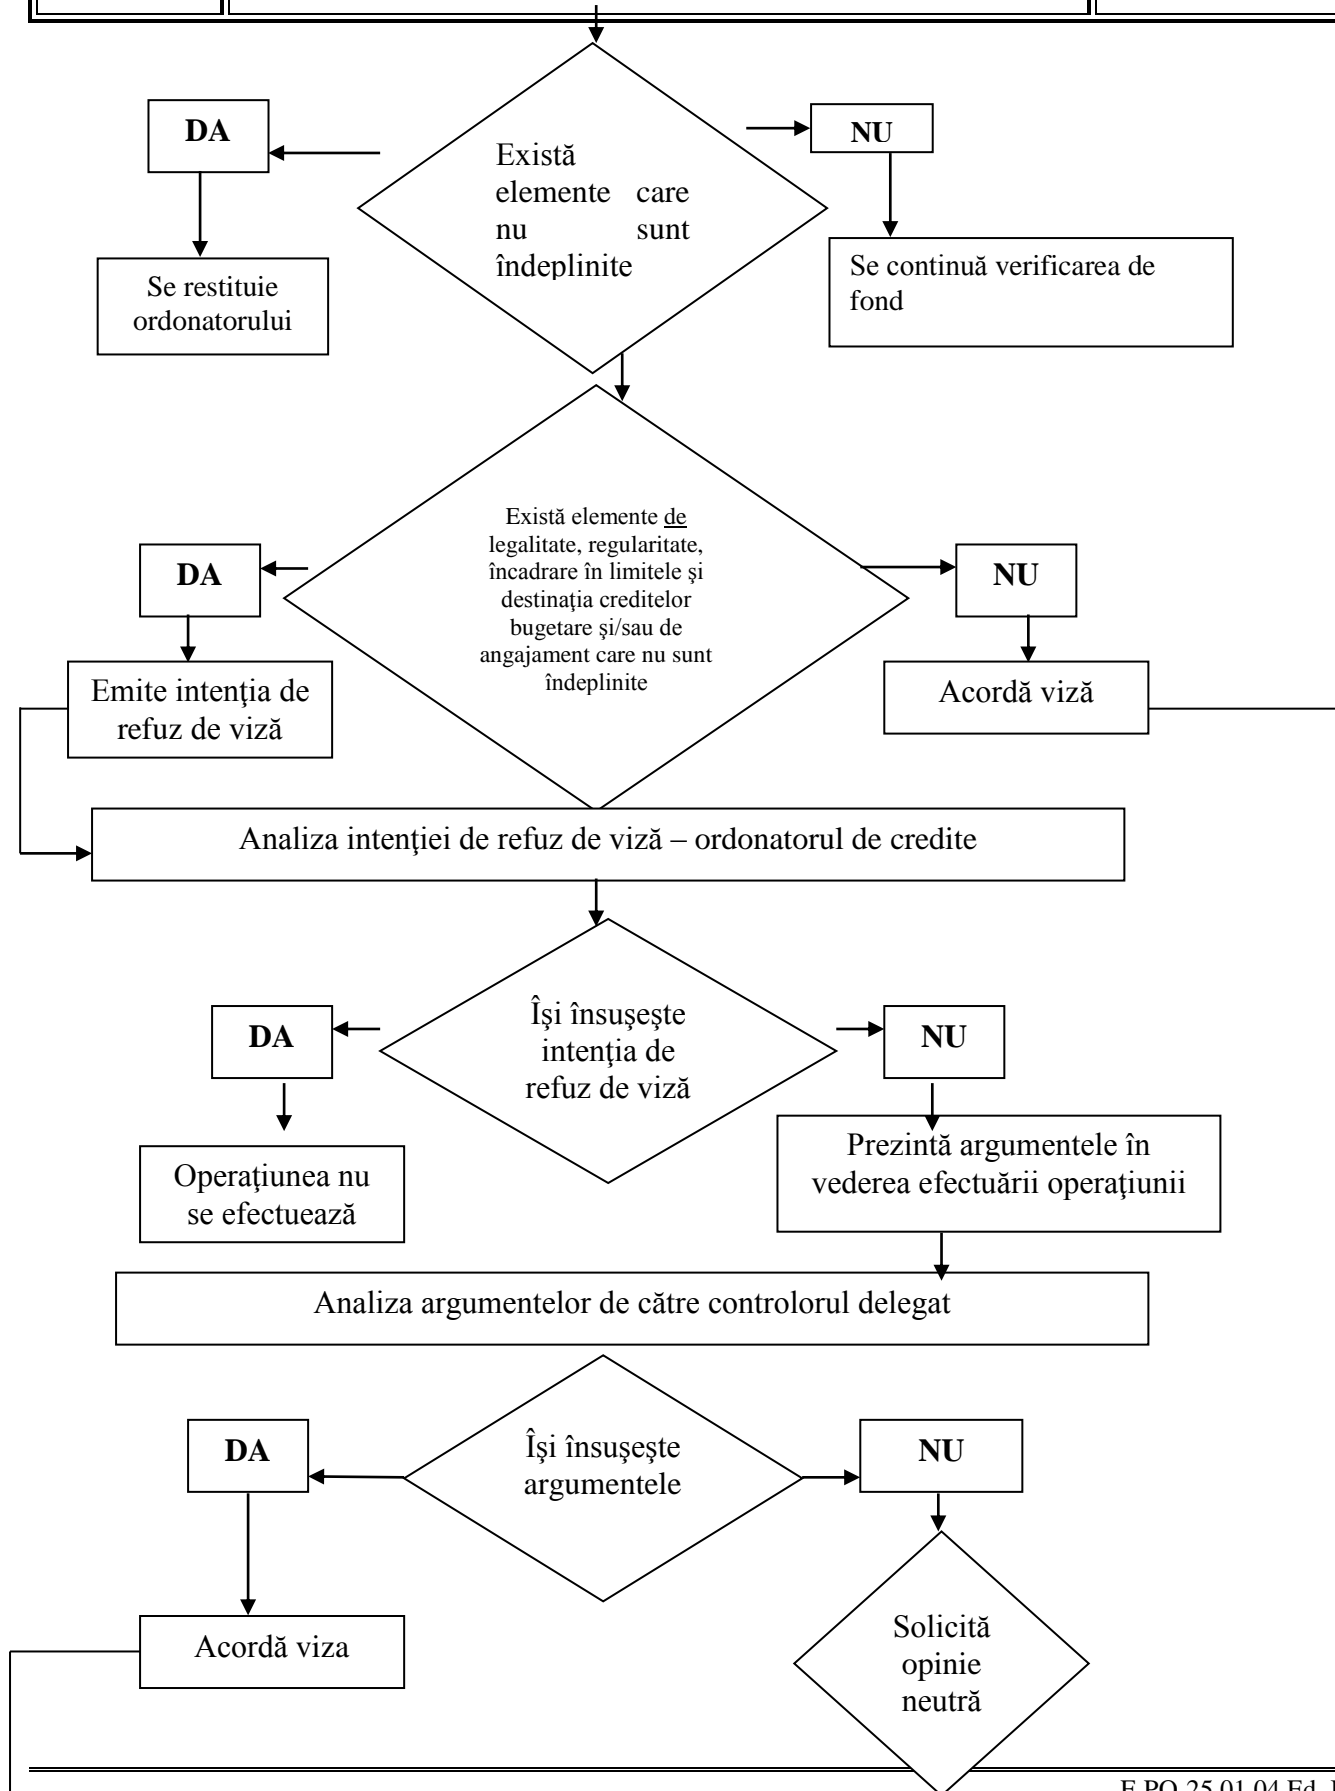 DA
NU
Există
elemente care
nu sunt
îndeplinite
Se restituie
ordonatorului
Se continuă verificarea de
fond
Există elemente de
legalitate, regularitate,
încadrare în limitele şi
destinaţia creditelor
bugetare şi/sau de
angajament care nu sunt
îndeplinite
DA
NU
Emite intenţia de
refuz de viză
Acordă viză
Analiza intenţiei de refuz de viză – ordonatorul de credite
DA
Îşi însuşeşte
intenţia de
refuz de viză
NU
Operaţiunea nu
se efectuează
Prezintă argumentele în
vederea efectuării operaţiunii
Analiza argumentelor de către controlorul delegat
DA
Îşi însuşeşte
argumentele
NU
Acordă viza
Solicită
opinie
neutră